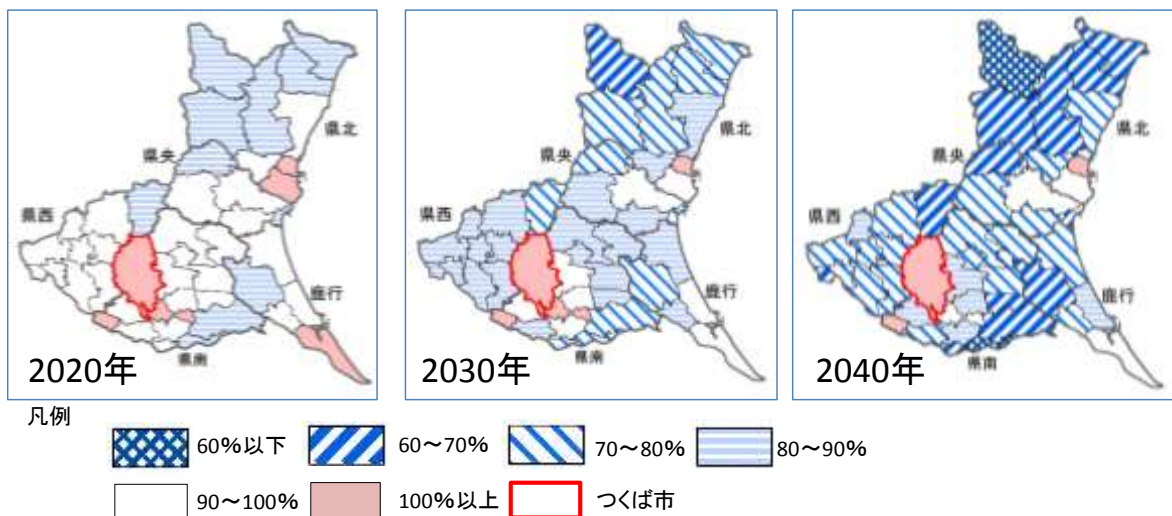 県北
県央
県西
鹿行
県南
2020年
県北
県央
県西
鹿行
県南
2030年
県北
県央
県西
鹿行
県南
2040年
凡例
60%以下
60～70%
70～80%
80～90%
90～100%
100%以上
つくば市